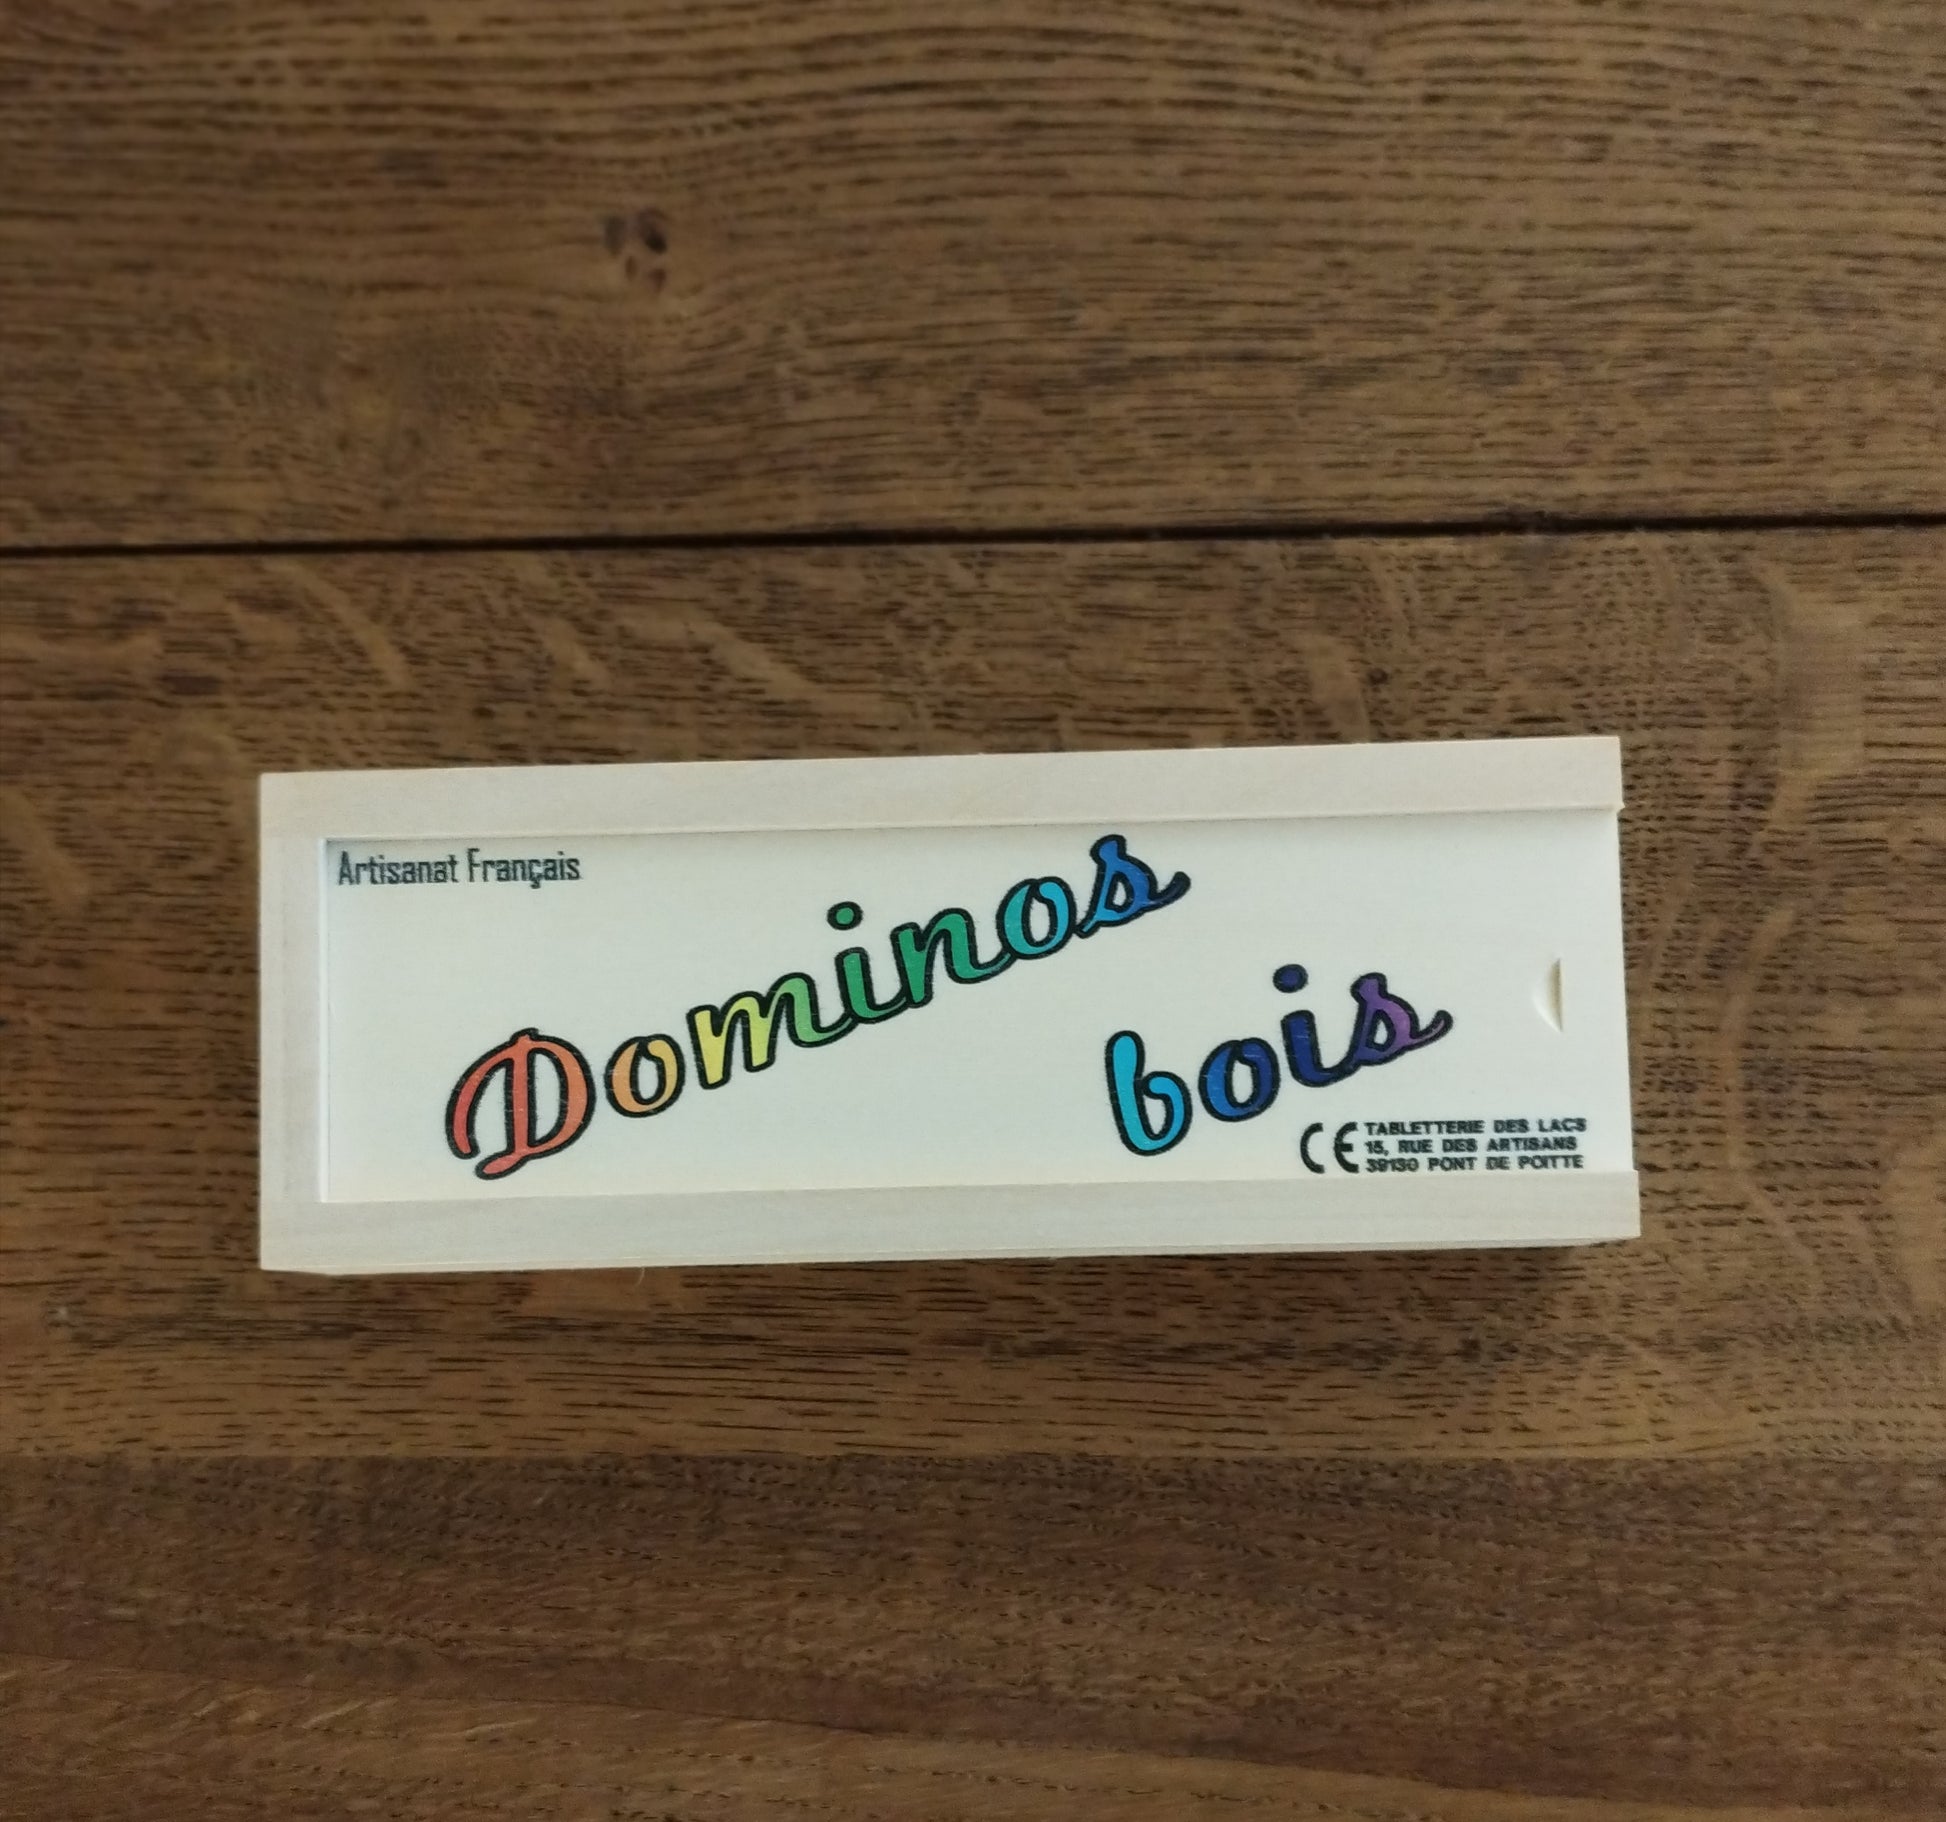 Artisanat Français
Dominos
bois
CE
TABLETTERIE DES LACS
15, RUE DES ARTISANS
39130 PONT DE POITTE